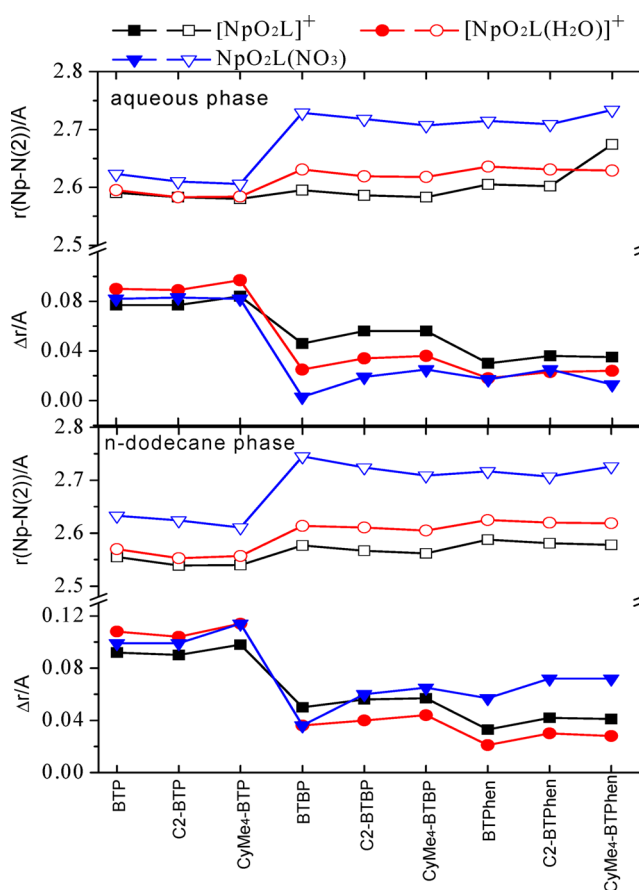 [NpO₂L]⁺ [NpO₂L(H₂O)]⁺
NpO₂L(NO₃)
2.8
aqueous phase
2.7
2.6
2.5
r(Np-N(2))/A
0.08
0.04
0.00
Δr/A
2.8
n-dodecane phase
2.7
2.6
2.5
r(Np-N(2))/A
0.12
0.08
0.04
0.00
Δr/A
BTP
C2-BTP
CyMe₄-BTP
BTBP
C2-BTBP
CyMe₄-BTBP
BTPhen
C2-BTPhen
CyMe₄-BTPhen